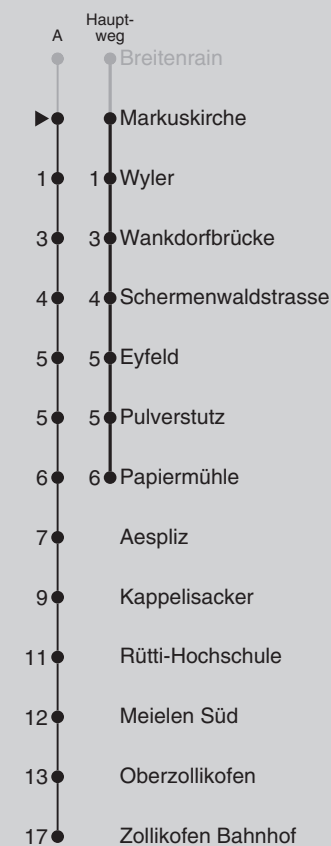 A Haupt-
weg
Breitenrain
Markuskirche
1 1 Wyler
3 3 Wankdorfbrücke
4 4 Schermenwaldstrasse
5 5 Eyfeld
5 5 Pulverstutz
6 6 Papiermühle
7 Aespliz
9 Kappelisacker
11 Rütti-Hochschule
12 Meielen Süd
13 Oberzollikofen
17 Zollikofen Bahnhof